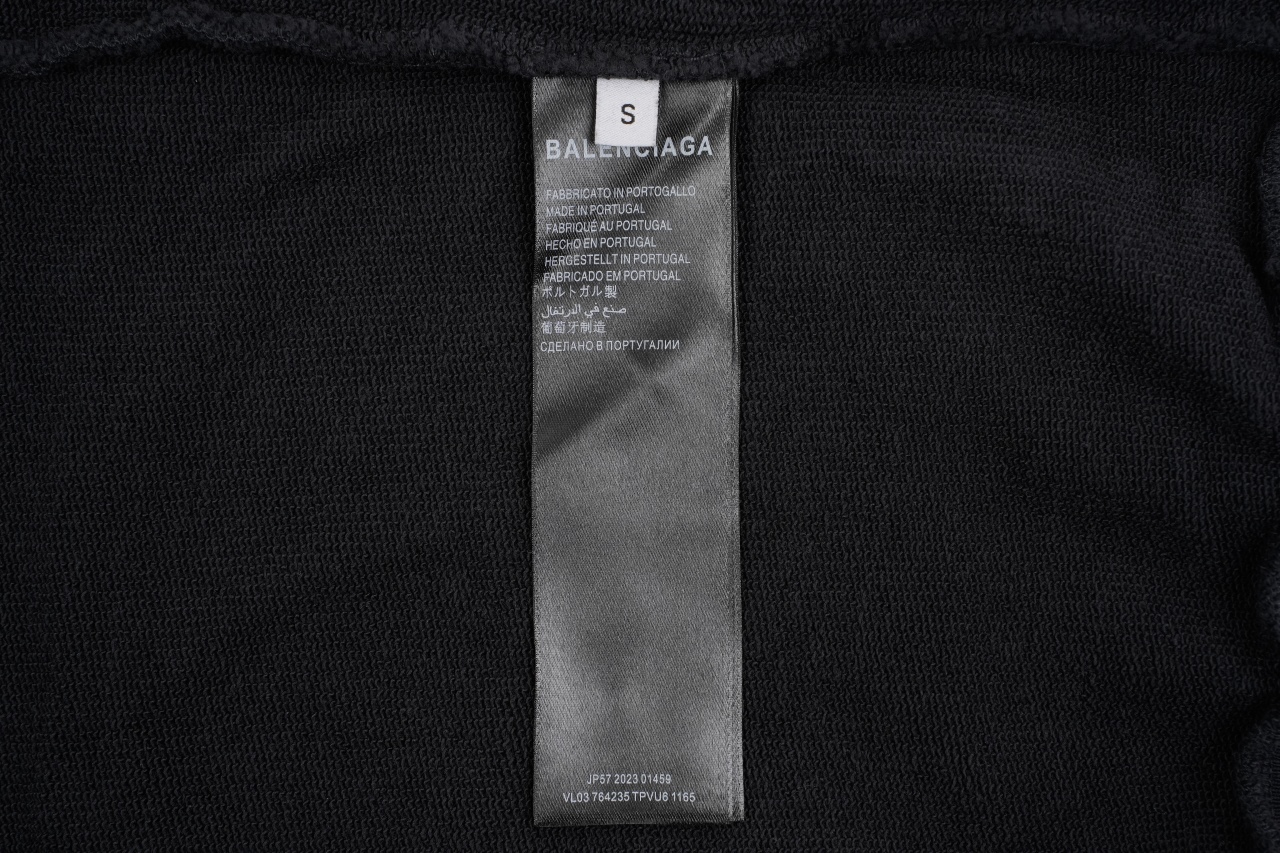 S
BALENCIAGA
FABBRICATO IN PORTOGALLO
MADE IN PORTUGAL
FABRIQUÉ AU PORTUGAL
HECHO EN PORTUGAL
HERGESTELLT IN PORTUGAL
FABRICADO EM PORTUGAL
ポルトガル製
صنع في الدرتغال
葡萄牙制造
СДЕЛАНО В ПОРТУГАЛИИ
JP57 2023 01459
VL03 764235 TPVU6 1165